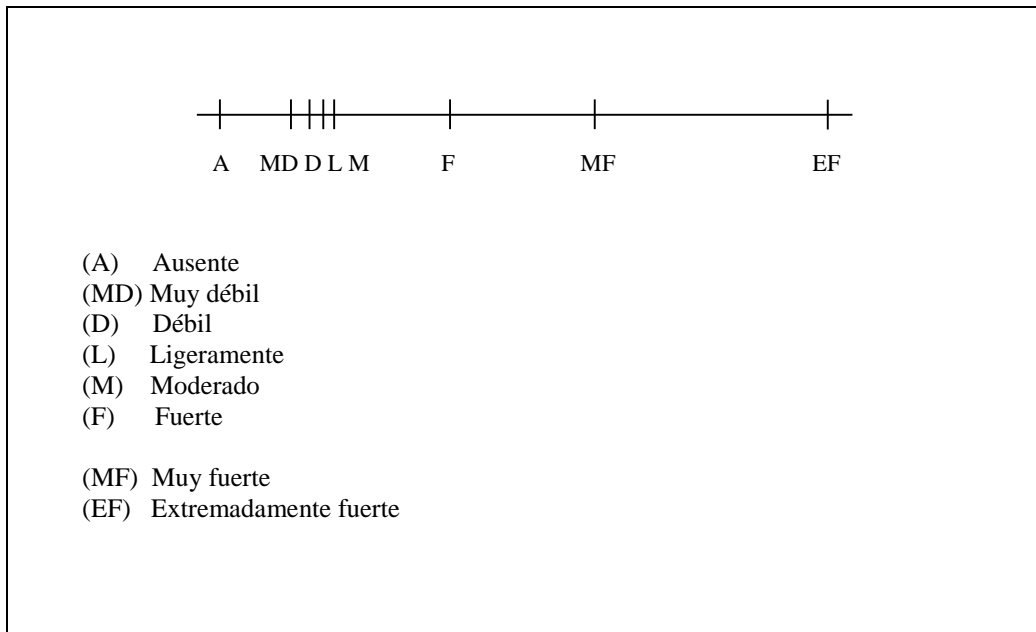 A MD D L M F MF EF
(A) Ausente
(MD) Muy débil
(D) Débil
(L) Ligeramente
(M) Moderado
(F) Fuerte
(MF) Muy fuerte
(EF) Extremadamente fuerte